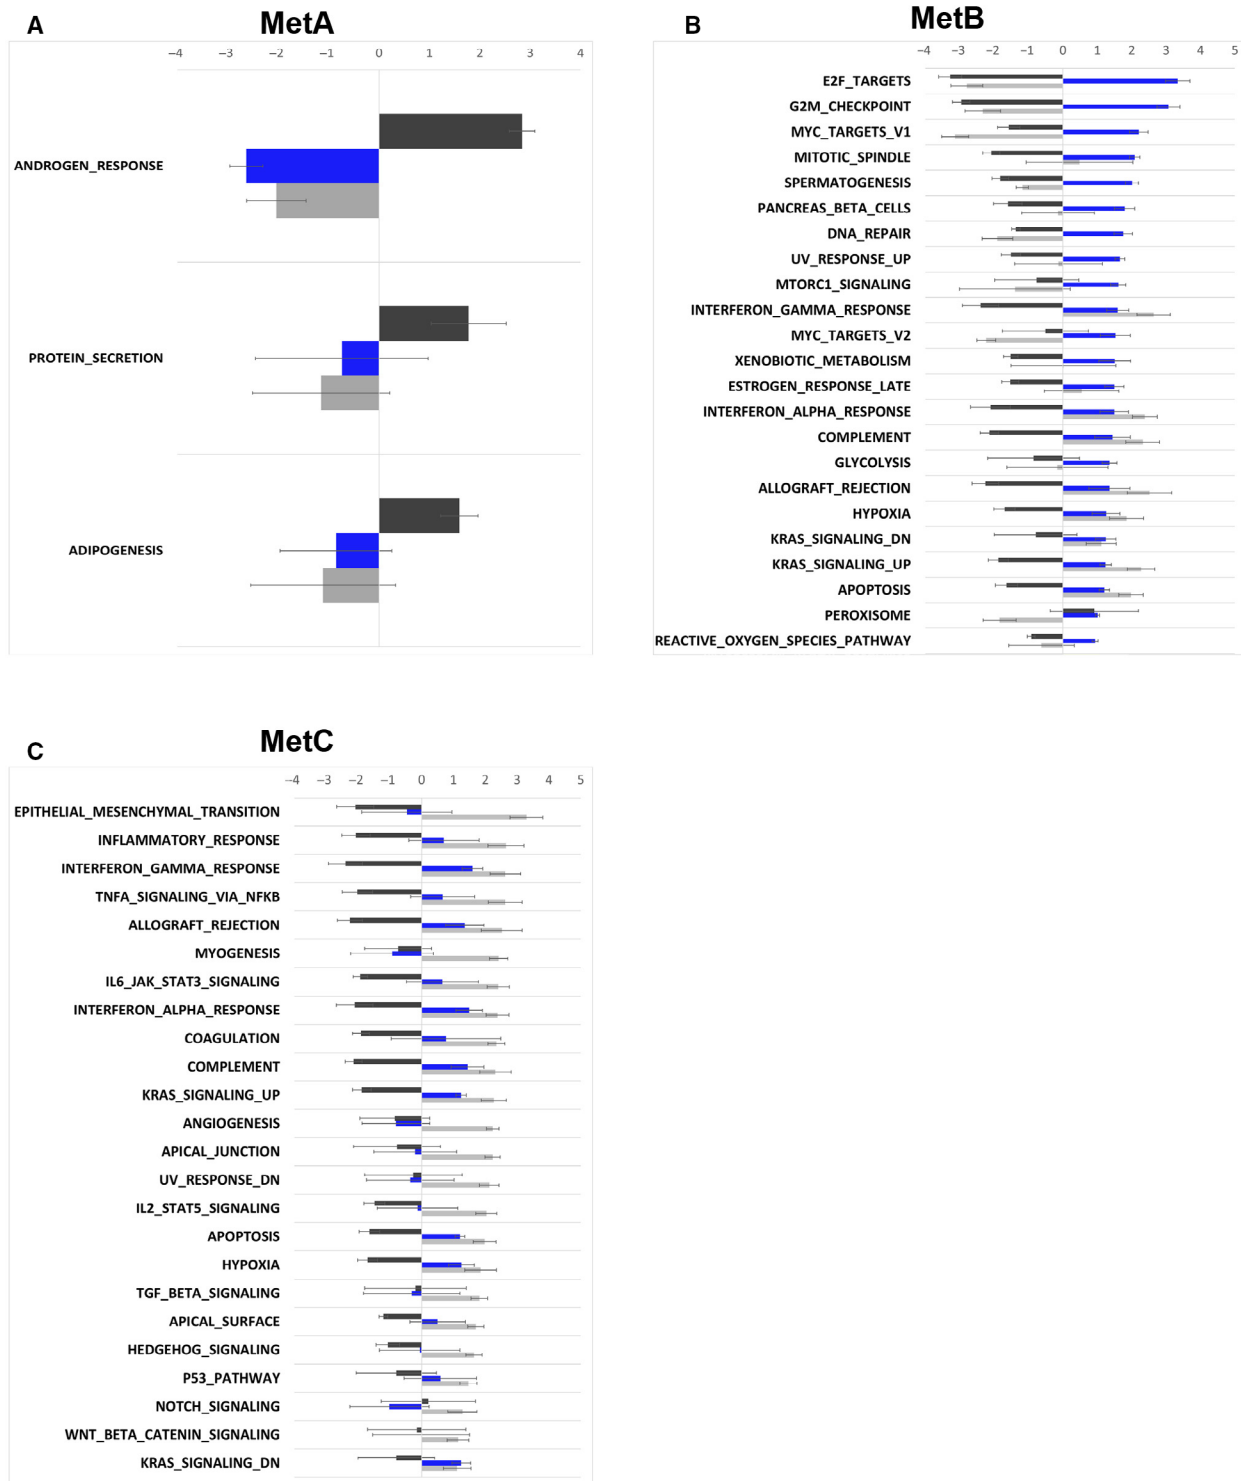 A
MetA
−4 −3 −2 −1 0 1 2 3 4
ANDROGEN_RESPONSE
PROTEIN_SECRETION
ADIPOGENESIS
B
MetB
−4 −3 −2 −1 0 1 2 3 4 5
E2F_TARGETS
G2M_CHECKPOINT
MYC_TARGETS_V1
MITOTIC_SPINDLE
SPERMATOGENESIS
PANCREAS_BETA_CELLS
DNA_REPAIR
UV_RESPONSE_UP
MTORC1_SIGNALING
INTERFERON_GAMMA_RESPONSE
MYC_TARGETS_V2
XENOBIOTIC_METABOLISM
ESTROGEN_RESPONSE_LATE
INTERFERON_ALPHA_RESPONSE
COMPLEMENT
GLYCOLYSIS
ALLOGRAFT_REJECTION
HYPOXIA
KRAS_SIGNALING_DN
KRAS_SIGNALING_UP
APOPTOSIS
PEROXISOME
REACTIVE_OXYGEN_SPECIES_PATHWAY
C
MetC
−4 −3 −2 −1 0 1 2 3 4 5
EPITHELIAL_MESENCHYMAL_TRANSITION
INFLAMMATORY_RESPONSE
INTERFERON_GAMMA_RESPONSE
TNFA_SIGNALING_VIA_NFKB
ALLOGRAFT_REJECTION
MYOGENESIS
IL6_JAK_STAT3_SIGNALING
INTERFERON_ALPHA_RESPONSE
COAGULATION
COMPLEMENT
KRAS_SIGNALING_UP
ANGIOGENESIS
APICAL_JUNCTION
UV_RESPONSE_DN
IL2_STAT5_SIGNALING
APOPTOSIS
HYPOXIA
TGF_BETA_SIGNALING
APICAL_SURFACE
HEDGEHOG_SIGNALING
P53_PATHWAY
NOTCH_SIGNALING
WNT_BETA_CATENIN_SIGNALING
KRAS_SIGNALING_DN